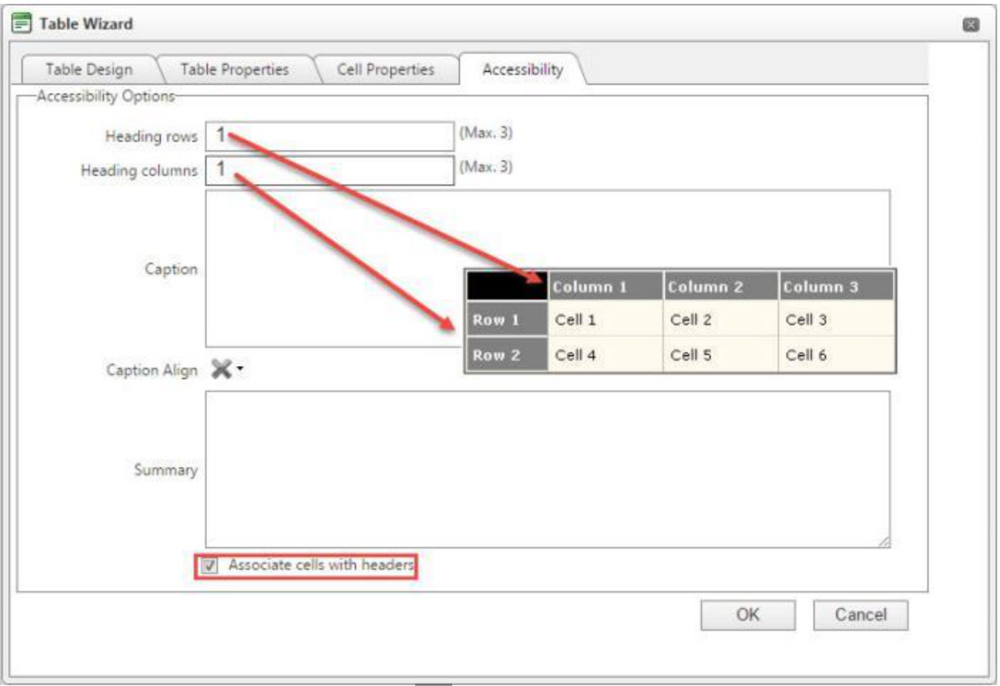 Table Wizard
Table Design Table Properties Cell Properties Accessibility
Accessibility Options
Heading rows 1 (Max. 3)
Heading columns 1 (Max. 3)
Caption
Column 1 Column 2 Column 3
Row 1 Cell 1 Cell 2 Cell 3
Row 2 Cell 4 Cell 5 Cell 6
Caption Align
Summary
Associate cells with headers
OK Cancel